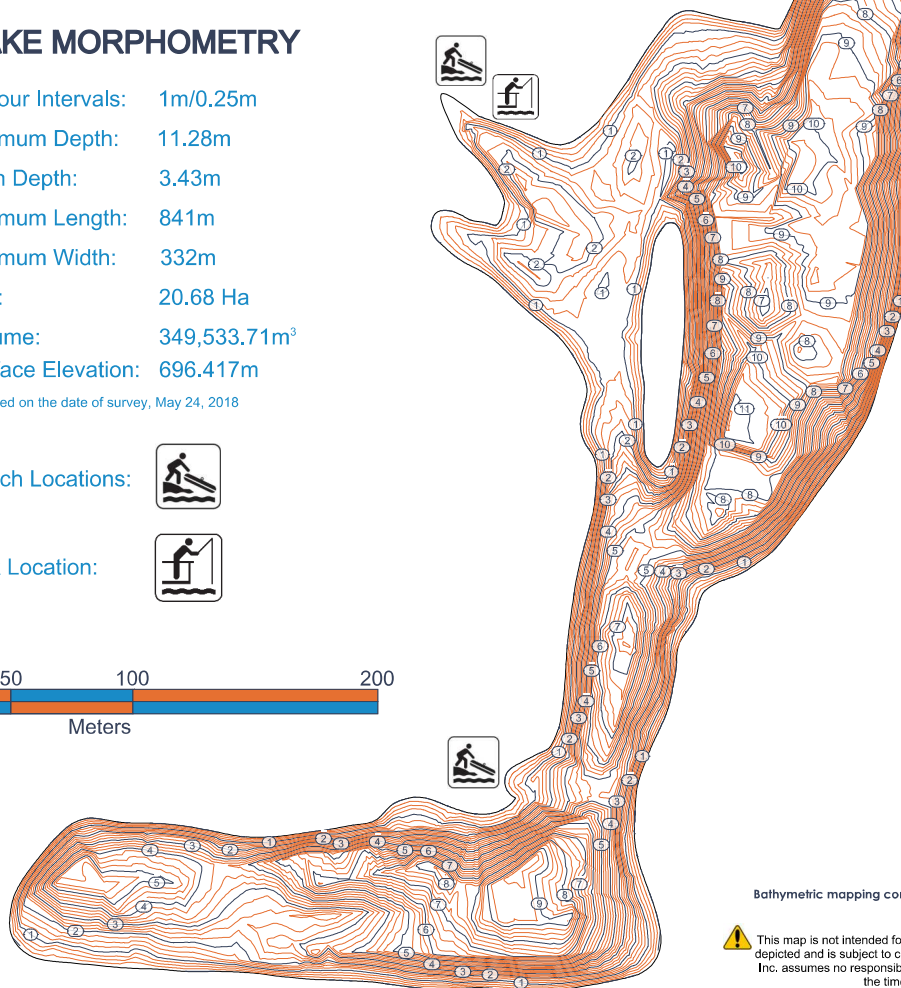 AKE MORPHOMETRY
our Intervals: 1m/0.25m
mum Depth: 11.28m
n Depth: 3.43m
mum Length: 841m
mum Width: 332m
: 20.68 Ha
ume: 349,533.71m³
ace Elevation: 696.417m
ed on the date of survey, May 24, 2018
ch Locations:
Location:
50 100 200
Meters
Bathymetric mapping cor
This map is not intended fo
depicted and is subject to c
Inc. assumes no responsib
the time